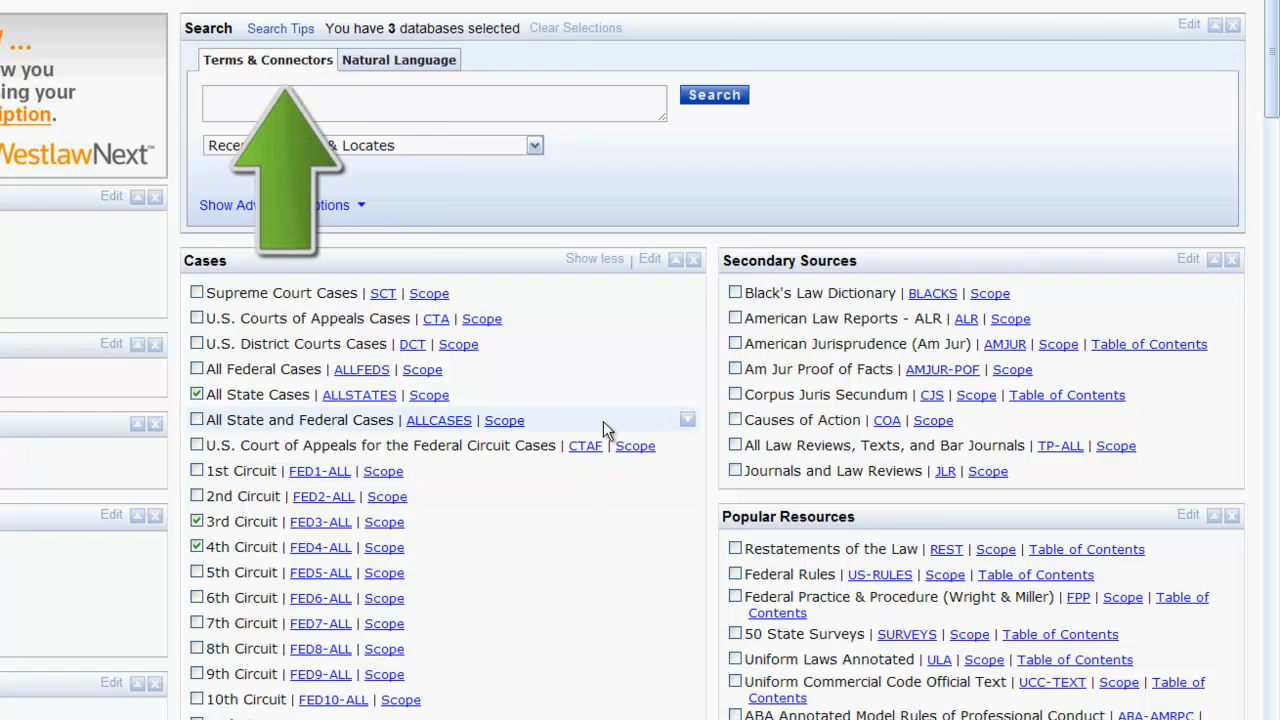 ...
w you
sing your
iption.
WestlawNext™
Edit
Edit
Edit
Edit
Search Search Tips You have 3 databases selected Clear Selections Edit
Terms & Connectors Natural Language
Search
& Locates
Show
ptions
Cases Show less | Edit
Supreme Court Cases | SCT | Scope
U.S. Courts of Appeals Cases | CTA | Scope
U.S. District Courts Cases | DCT | Scope
All Federal Cases | ALLFEDS | Scope
All State Cases | ALLSTATES | Scope
All State and Federal Cases | ALLCASES | Scope
U.S. Court of Appeals for the Federal Circuit Cases | CTAF | Scope
1st Circuit | FED1-ALL | Scope
2nd Circuit | FED2-ALL | Scope
3rd Circuit | FED3-ALL | Scope
4th Circuit | FED4-ALL | Scope
5th Circuit | FED5-ALL | Scope
6th Circuit | FED6-ALL | Scope
7th Circuit | FED7-ALL | Scope
8th Circuit | FED8-ALL | Scope
9th Circuit | FED9-ALL | Scope
10th Circuit | FED10-ALL | Scope
Secondary Sources Edit
Black's Law Dictionary | BLACKS | Scope
American Law Reports - ALR | ALR | Scope
American Jurisprudence (Am Jur) | AMJUR | Scope | Table of Contents
Am Jur Proof of Facts | AMJUR-POF | Scope
Corpus Juris Secundum | CJS | Scope | Table of Contents
Causes of Action | COA | Scope
All Law Reviews, Texts, and Bar Journals | TP-ALL | Scope
Journals and Law Reviews | JLR | Scope
Popular Resources Edit
Restatements of the Law | REST | Scope | Table of Contents
Federal Rules | US-RULES | Scope | Table of Contents
Federal Practice & Procedure (Wright & Miller) | FPP | Scope | Table of
Contents
50 State Surveys | SURVEYS | Scope | Table of Contents
Uniform Laws Annotated | ULA | Scope | Table of Contents
Uniform Commercial Code Official Text | UCC-TEXT | Scope | Table of
Contents
ABA Annotated Model Rules of Professional Conduct | ABA-AMRPC |